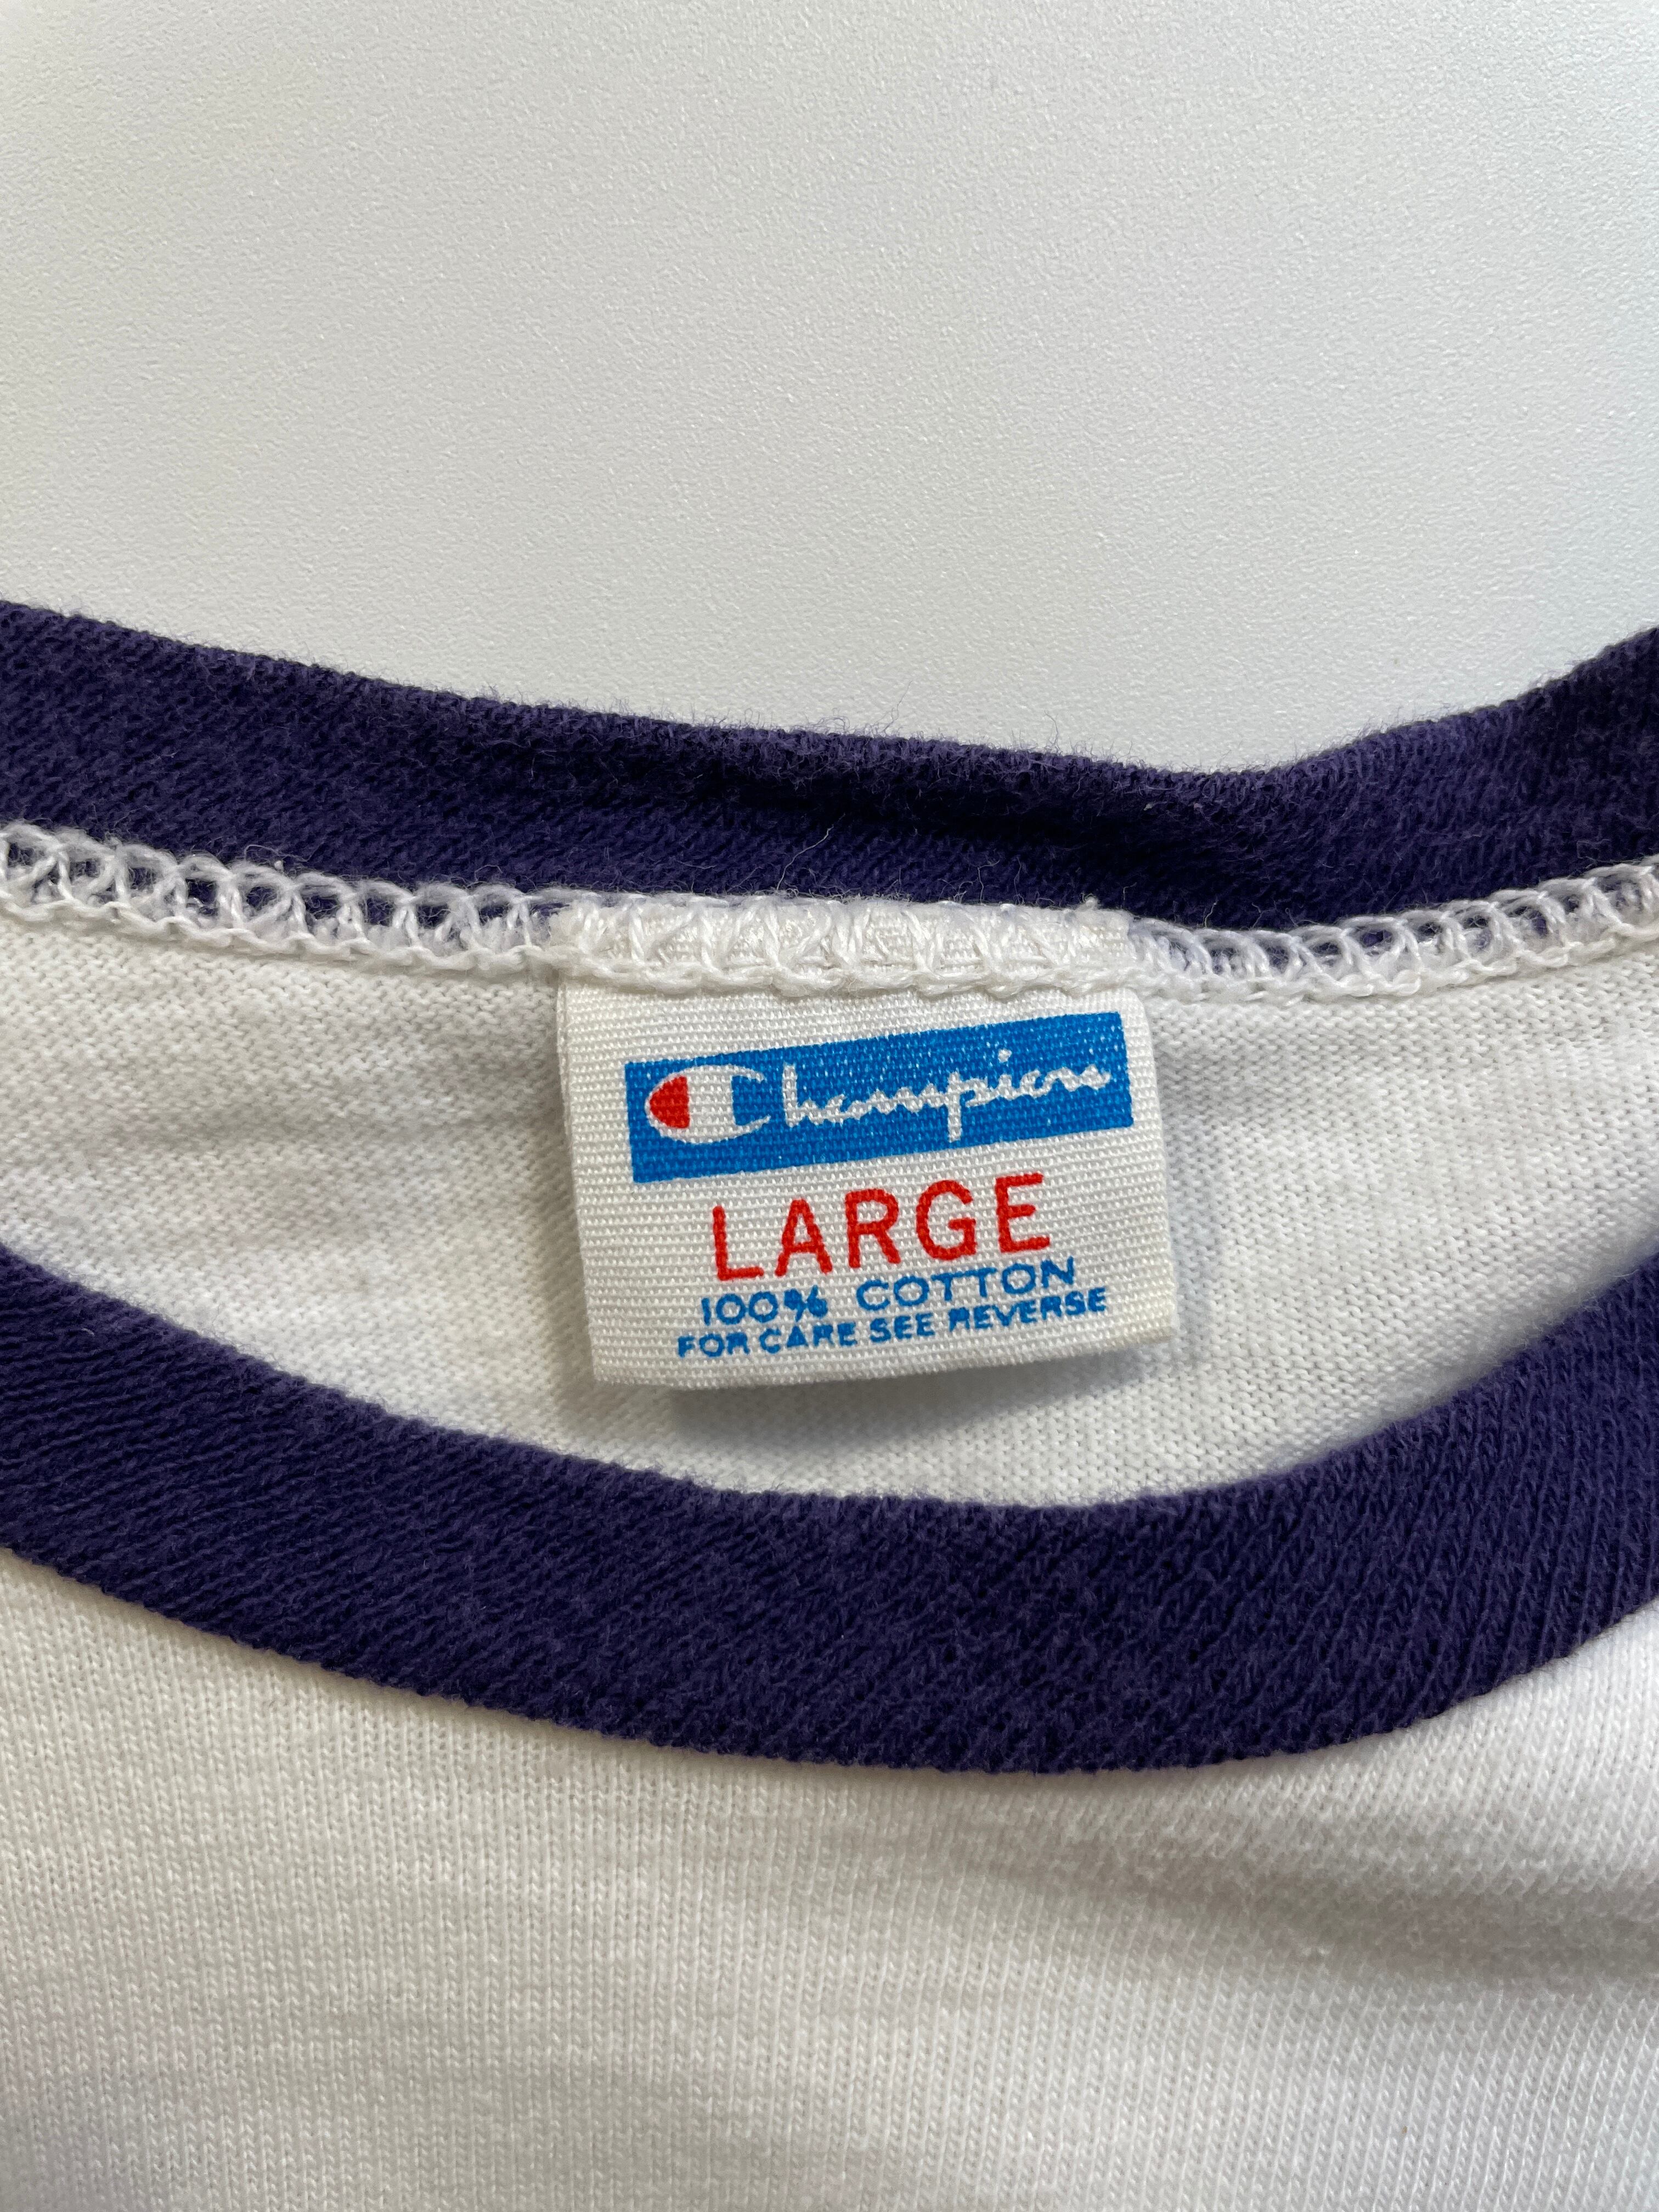 Champion
LARGE
100% COTTON
FOR CARE SEE REVERSE